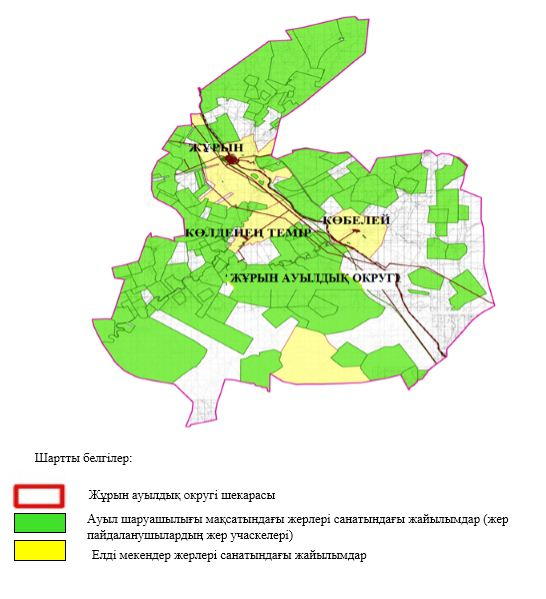 ЖҰРЫН
КӨБЕЛЕЙ
КӨЛДЕНЕҢ ТЕМІР
ЖҰРЫН АУЫЛДЫҚ ОКРУГІ
Шартты белгілер:
Жұрын ауылдық округі шекарасы
Ауыл шаруашылығы мақсатындағы жерлері санатындағы жайылымдар (жер
пайдаланушылардың жер учаскелері)
Елді мекендер жерлері санатындағы жайылымдар